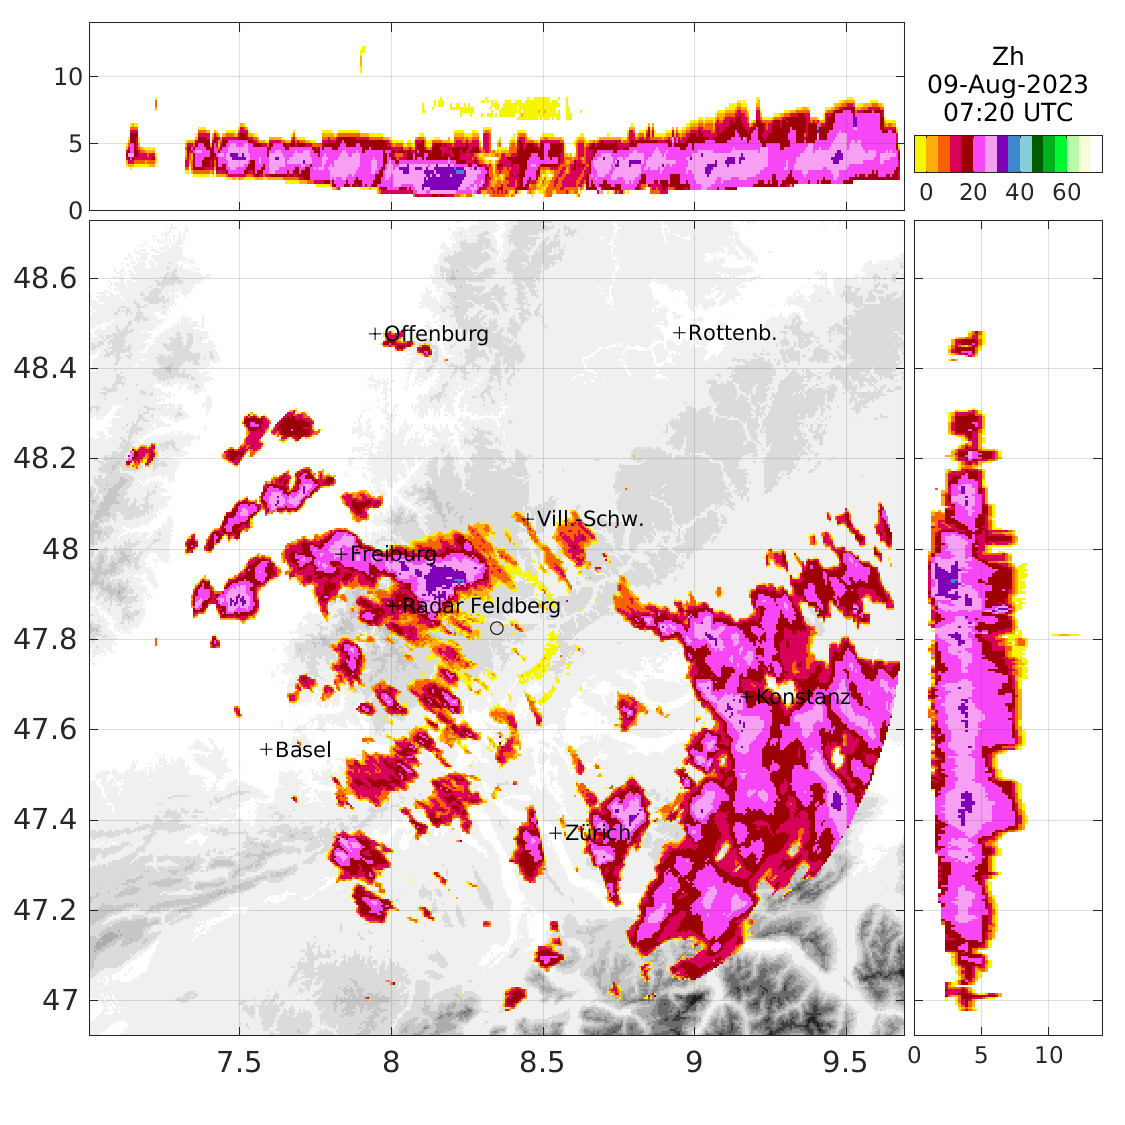 10
5
0
Zh
09-Aug-2023
07:20 UTC
0 20 40 60
48.6
48.4
48.2
48
47.8
47.6
47.4
47.2
47
+Offenburg
+Rottenb.
+Vill.-Schw.
+Freiburg
+Radar Feldberg
+Konstanz
+Basel
+Zürich
7.5 8 8.5 9 9.5
0 5 10